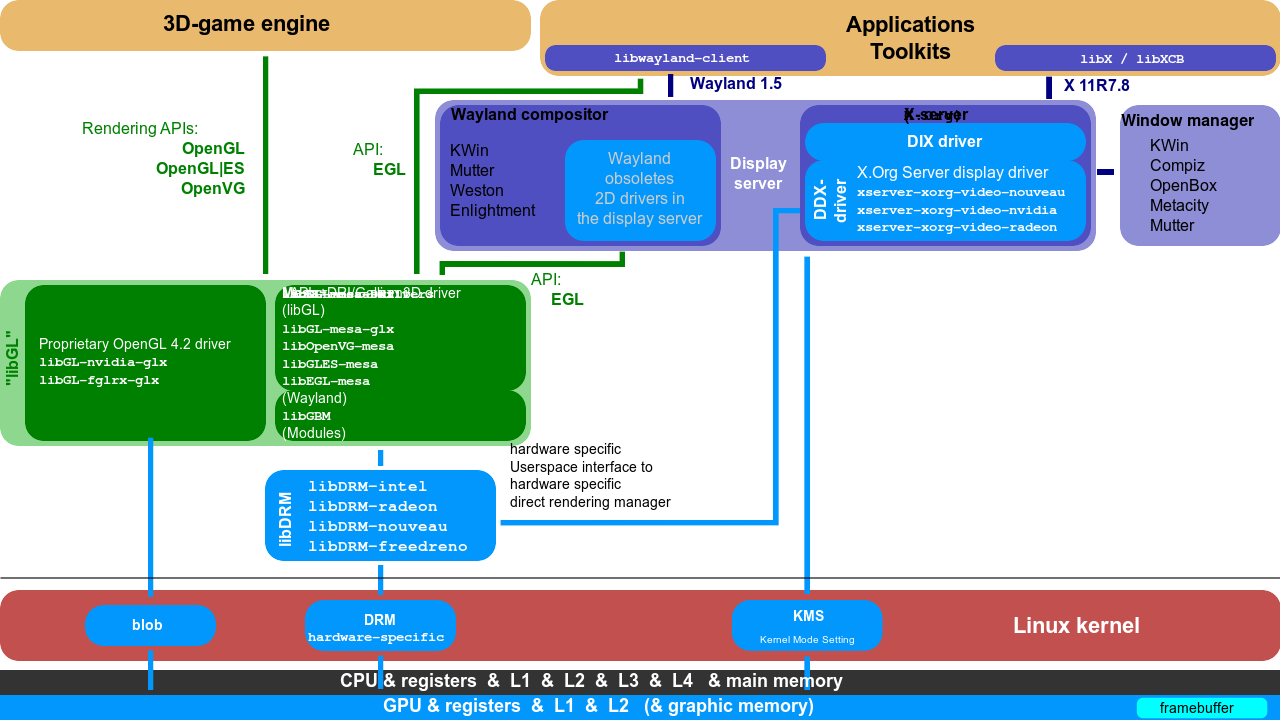 3D-game engine
Applications
Toolkits
libwayland-client
libX / libXCB
Wayland 1.5
X 11R7.8
Rendering APIs:
OpenGL
OpenGL|ES
OpenVG
API:
EGL
Wayland compositor
KWin
Mutter
Weston
Enlightment
Wayland
obsoletes
2D drivers in
the display server
Display
server
X-server
DIX driver
DDX-
driver
X.Org Server display driver
xserver-xorg-video-nouveau
xserver-xorg-video-nvidia
xserver-xorg-video-radeon
Window manager
KWin
Compiz
OpenBox
Metacity
Mutter
API:
EGL
"libGL"
Proprietary OpenGL 4.2 driver
libGL-nvidia-glx
libGL-fglrx-glx
driver
(libGL)
libGL-mesa-glx
libOpenVG-mesa
libGLES-mesa
libEGL-mesa
(Wayland)
libGBM
(Modules)
hardware specific
Userspace interface to
hardware specific
direct rendering manager
libDRM
libDRM-intel
libDRM-radeon
libDRM-nouveau
libDRM-freedreno
blob
DRM
hardware-specific
KMS
Kernel Mode Setting
Linux kernel
CPU & registers & L1 & L2 & L3 & L4 & main memory
GPU & registers & L1 & L2 (& graphic memory)
framebuffer